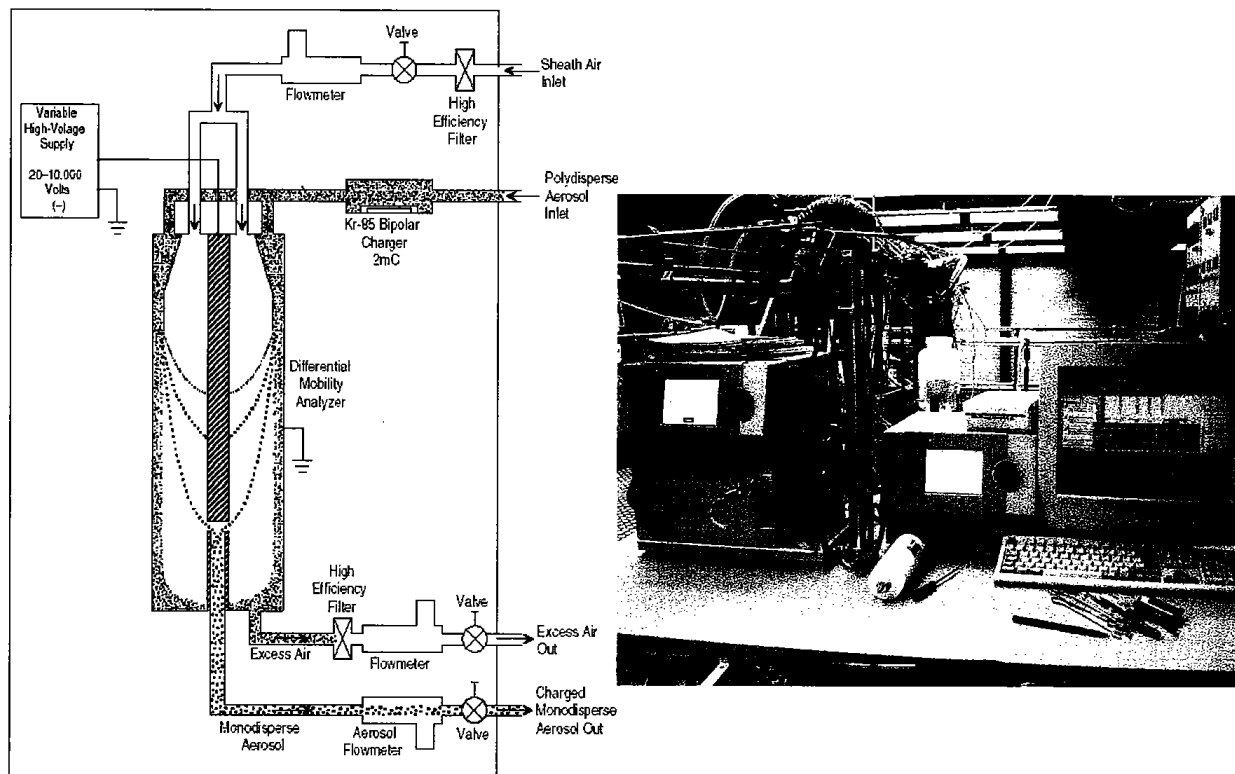 Valve
Sheath Air
Inlet
Flowmeter
High
Efficiency
Filter
Variable
High-Volage
Supply
20–10.000
Volts
(–)
Polydisperse
Aerosol
Inlet
Kr-85 Bipolar
Charger
2mC
Differential
Mobility
Analyzer
High
Efficiency
Filter
Valve
Excess Air
Flowmeter
Excess Air
Out
Monodisperse
Aerosol
Aerosol
Flowmeter
Valve
Charged
Monodisperse
Aerosol Out